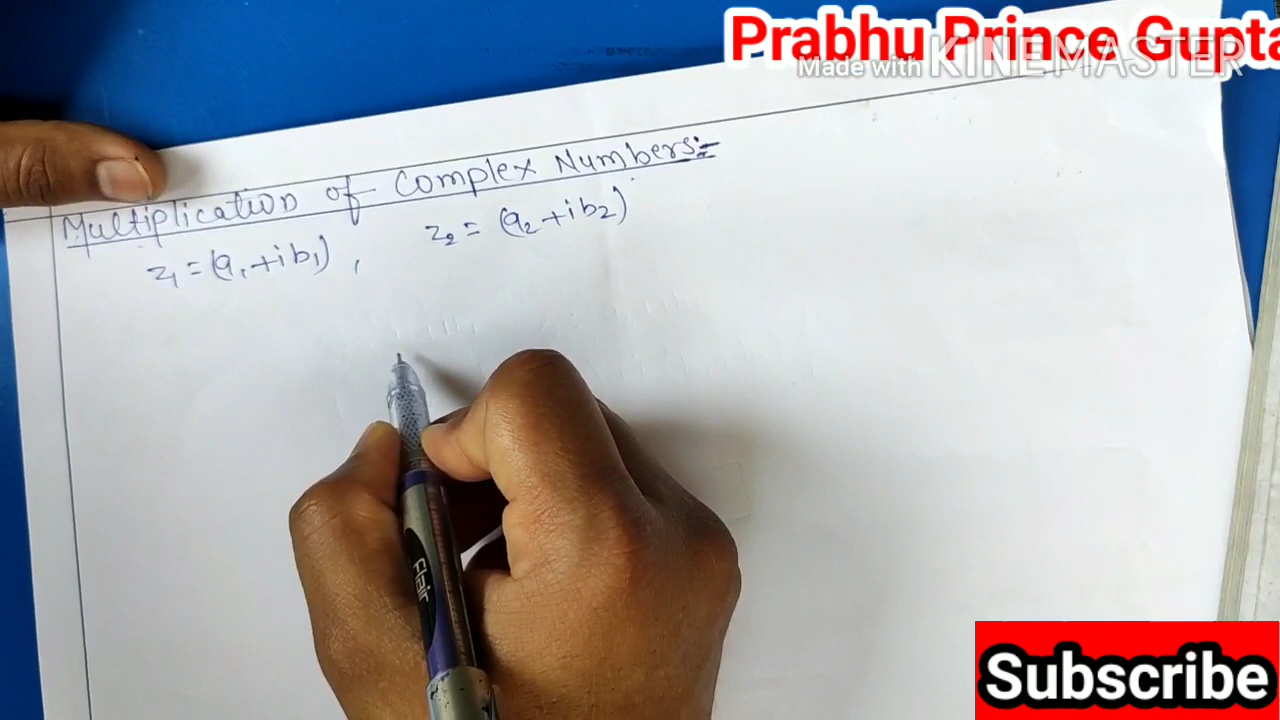 Prabhu Prince Gupta
Made with KINEMASTER
Multiplication of Complex Numbers:-
z₁ = (a₁+ib₁) , z₂ = (a₂+ib₂)
Flair
Subscribe